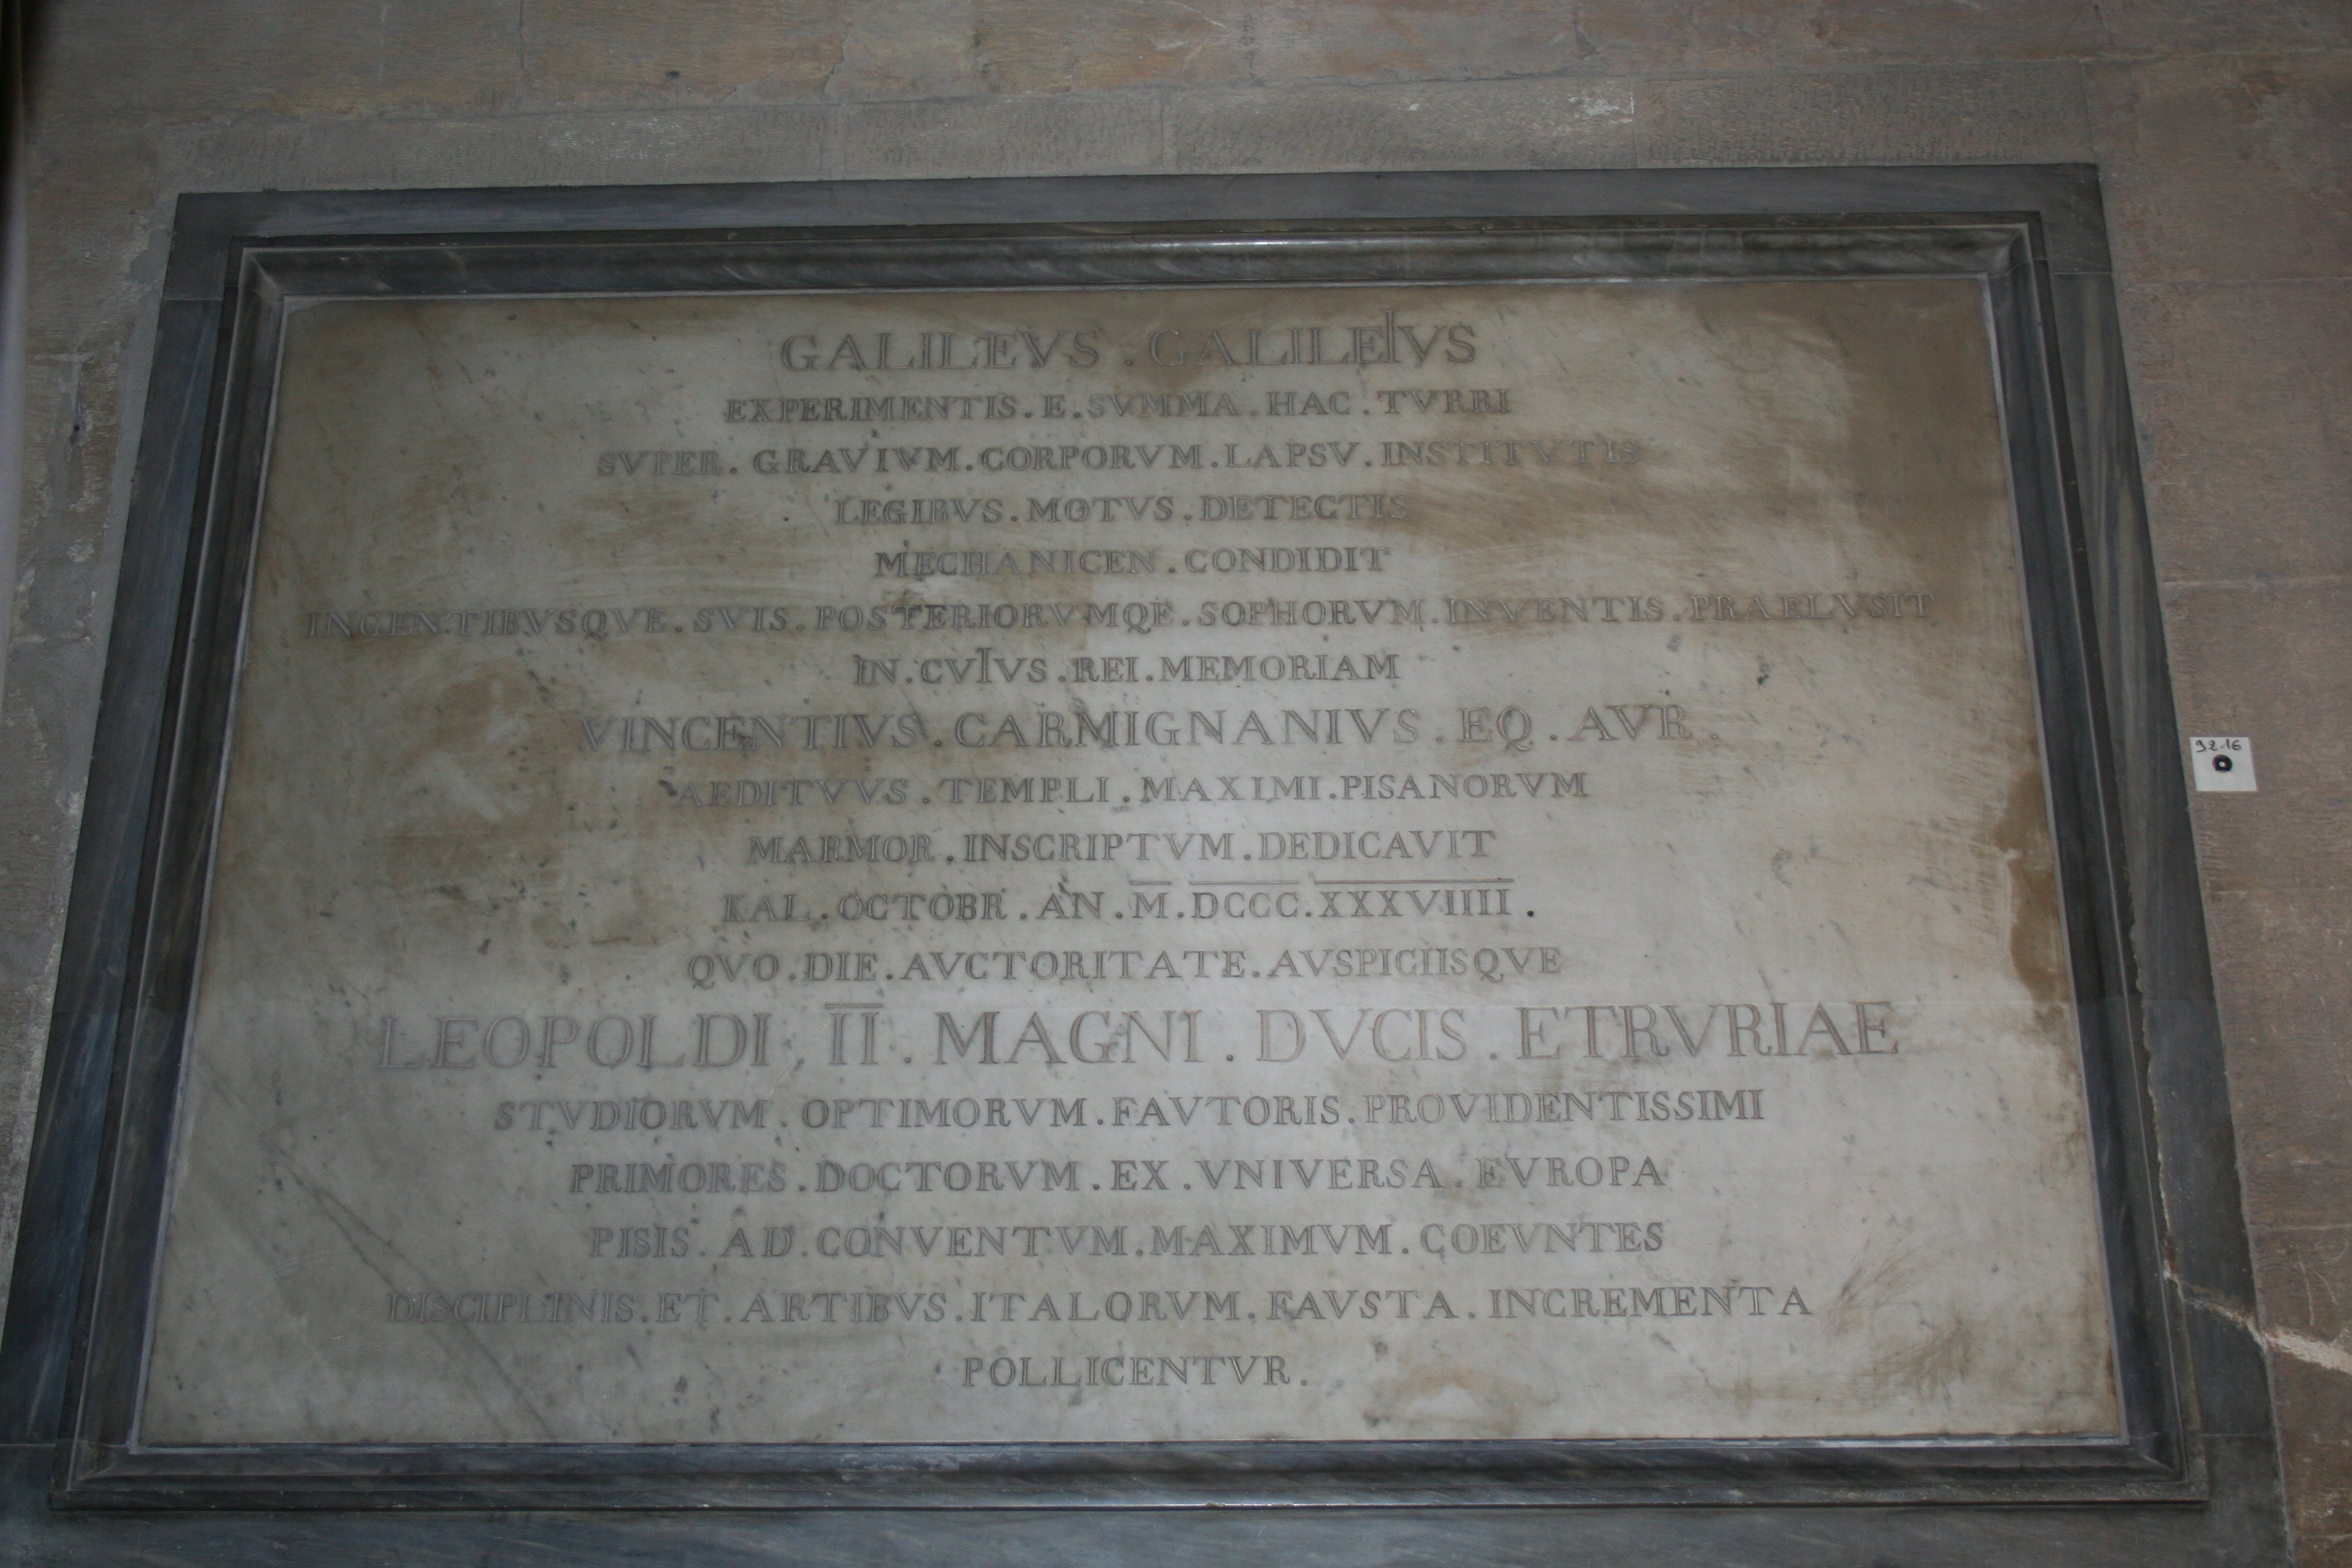 GALILEVS . GALILEIVS
EXPERIMENTIS . E . SVMMA . HAC . TVRRI
SVPER . GRAVIVM . CORPORVM . LAPSV . INSTITVTIS
LEGIBVS . MOTVS . DETECTIS
MECHANICEN . CONDIDIT
INGENTIBVSQVE . SVIS . POSTERIORVMQE . SOPHORVM . INVENTIS . PRAELVSIT
IN . CVIVS . REI . MEMORIAM
VINCENTIVS . CARMIGNANIVS . EQ . AVR .
AEDITVVS . TEMPLI . MAXIMI . PISANORVM
MARMOR . INSCRIPTVM . DEDICAVIT
KAL . OCTOBR . AN . M . DCCC . XXXVIIII .
QVO . DIE . AVCTORITATE . AVSPICIISQVE
LEOPOLDI . II . MAGNI . DVCIS . ETRVRIAE
STVDIORVM . OPTIMORVM . FAVTORIS . PROVIDENTISSIMI
PRIMORES . DOCTORVM . EX . VNIVERSA . EVROPA
PISIS . AD . CONVENTVM . MAXIMVM . COEVNTES
DISCIPLINIS . ET . ARTIBVS . ITALORVM . FAVSTA . INCREMENTA
POLLICENTVR .
9216